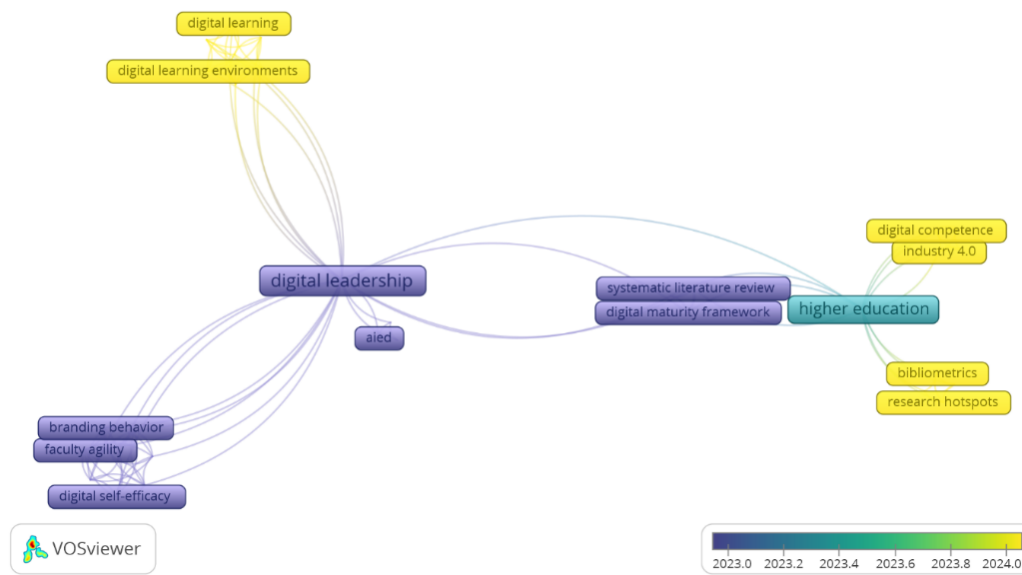 digital learning
digital learning environments
digital competence
industry 4.0
digital leadership
systematic literature review
higher education
digital maturity framework
aied
bibliometrics
research hotspots
branding behavior
faculty agility
digital self-efficacy
VOSviewer
2023.0 2023.2 2023.4 2023.6 2023.8 2024.0